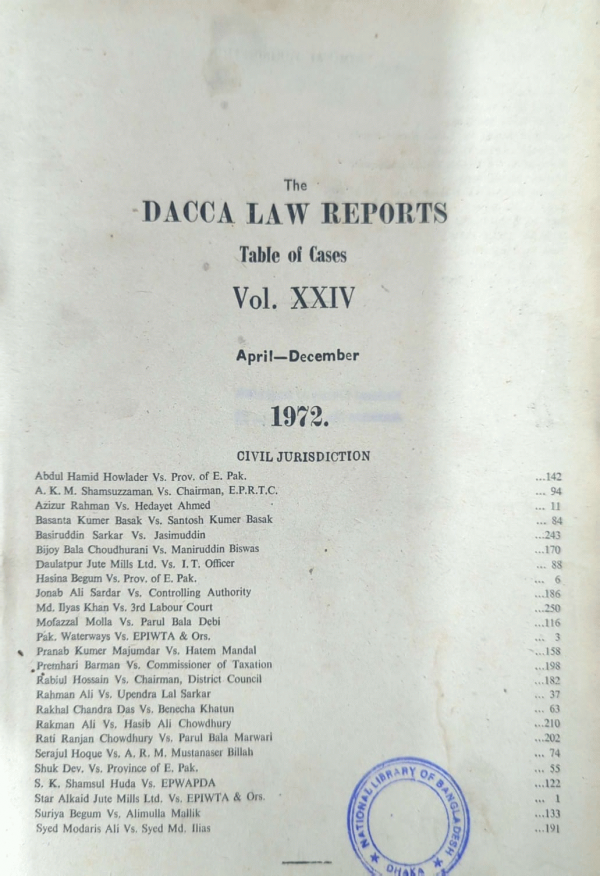 The
DACCA LAW REPORTS
Table of Cases
Vol. XXIV
April—December
1972.
CIVIL JURISDICTION
Abdul Hamid Howlader Vs. Prov. of E. Pak. ...142
A. K. M. Shamsuzzaman Vs. Chairman, E.P.R.T.C. ... 94
Azizur Rahman Vs. Hedayet Ahmed ... 11
Basanta Kumer Basak Vs. Santosh Kumer Basak ... 84
Basiruddin Sarkar Vs. Jasimuddin ...243
Bijoy Bala Choudhurani Vs. Maniruddin Biswas ...170
Daulatpur Jute Mills Ltd. Vs. I.T. Officer ... 88
Hasina Begum Vs. Prov. of E. Pak. ... 6
Jonab Ali Sardar Vs. Controlling Authority ...186
Md. Ilyas Khan Vs. 3rd Labour Court ...250
Mofazzal Molla Vs. Parul Bala Debi ...116
Pak. Waterways Vs. EPIWTA & Ors. ... 3
Pranab Kumer Majumdar Vs. Hatem Mandal ...158
Premhari Barman Vs. Commissioner of Taxation ...198
Rabiul Hossain Vs. Chairman, District Council ...182
Rahman Ali Vs. Upendra Lal Sarkar ... 37
Rakhal Chandra Das Vs. Benecha Khatun ... 63
Rakman Ali Vs. Hasib Ali Chowdhury ...210
Rati Ranjan Chowdhury Vs. Parul Bala Marwari ...202
Serajul Hoque Vs. A. R. M. Mustanaser Billah ... 74
Shuk Dev. Vs. Province of E. Pak. ... 55
S. K. Shamsul Huda Vs. EPWAPDA ...122
Star Alkaid Jute Mills Ltd. Vs. EPIWTA & Ors. ... 1
Suriya Begum Vs. Alimulla Mallik ...133
Syed Modaris Ali Vs. Syed Md. Ilias ...191
NATIONAL LIBRARY OF BANGLADESH
★ DHAKA ★